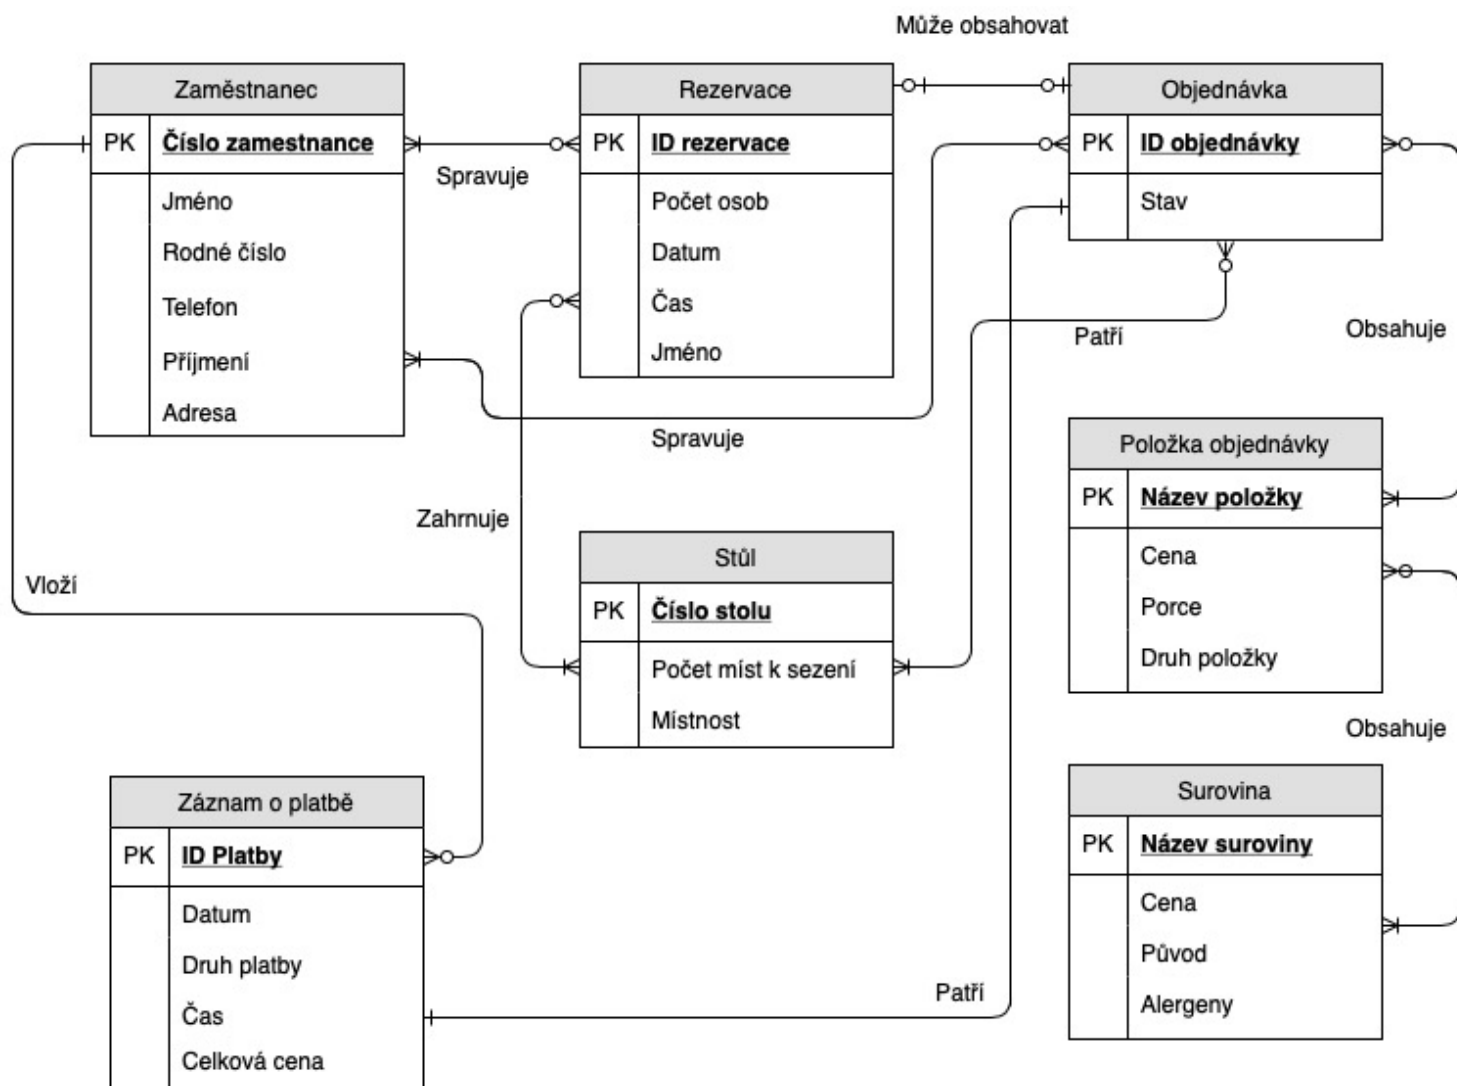 Může obsahovat
Zaměstnanec
PK Číslo zamestnance
Jméno
Rodné číslo
Telefon
Příjmení
Adresa
Spravuje
Rezervace
PK ID rezervace
Počet osob
Datum
Čas
Jméno
Objednávka
PK ID objednávky
Stav
Patří
Obsahuje
Spravuje
Zahrnuje
Vloží
Stůl
PK Číslo stolu
Počet míst k sezení
Místnost
Položka objednávky
PK Název položky
Cena
Porce
Druh položky
Obsahuje
Záznam o platbě
PK ID Platby
Datum
Druh platby
Čas
Celková cena
Patří
Surovina
PK Název suroviny
Cena
Původ
Alergeny